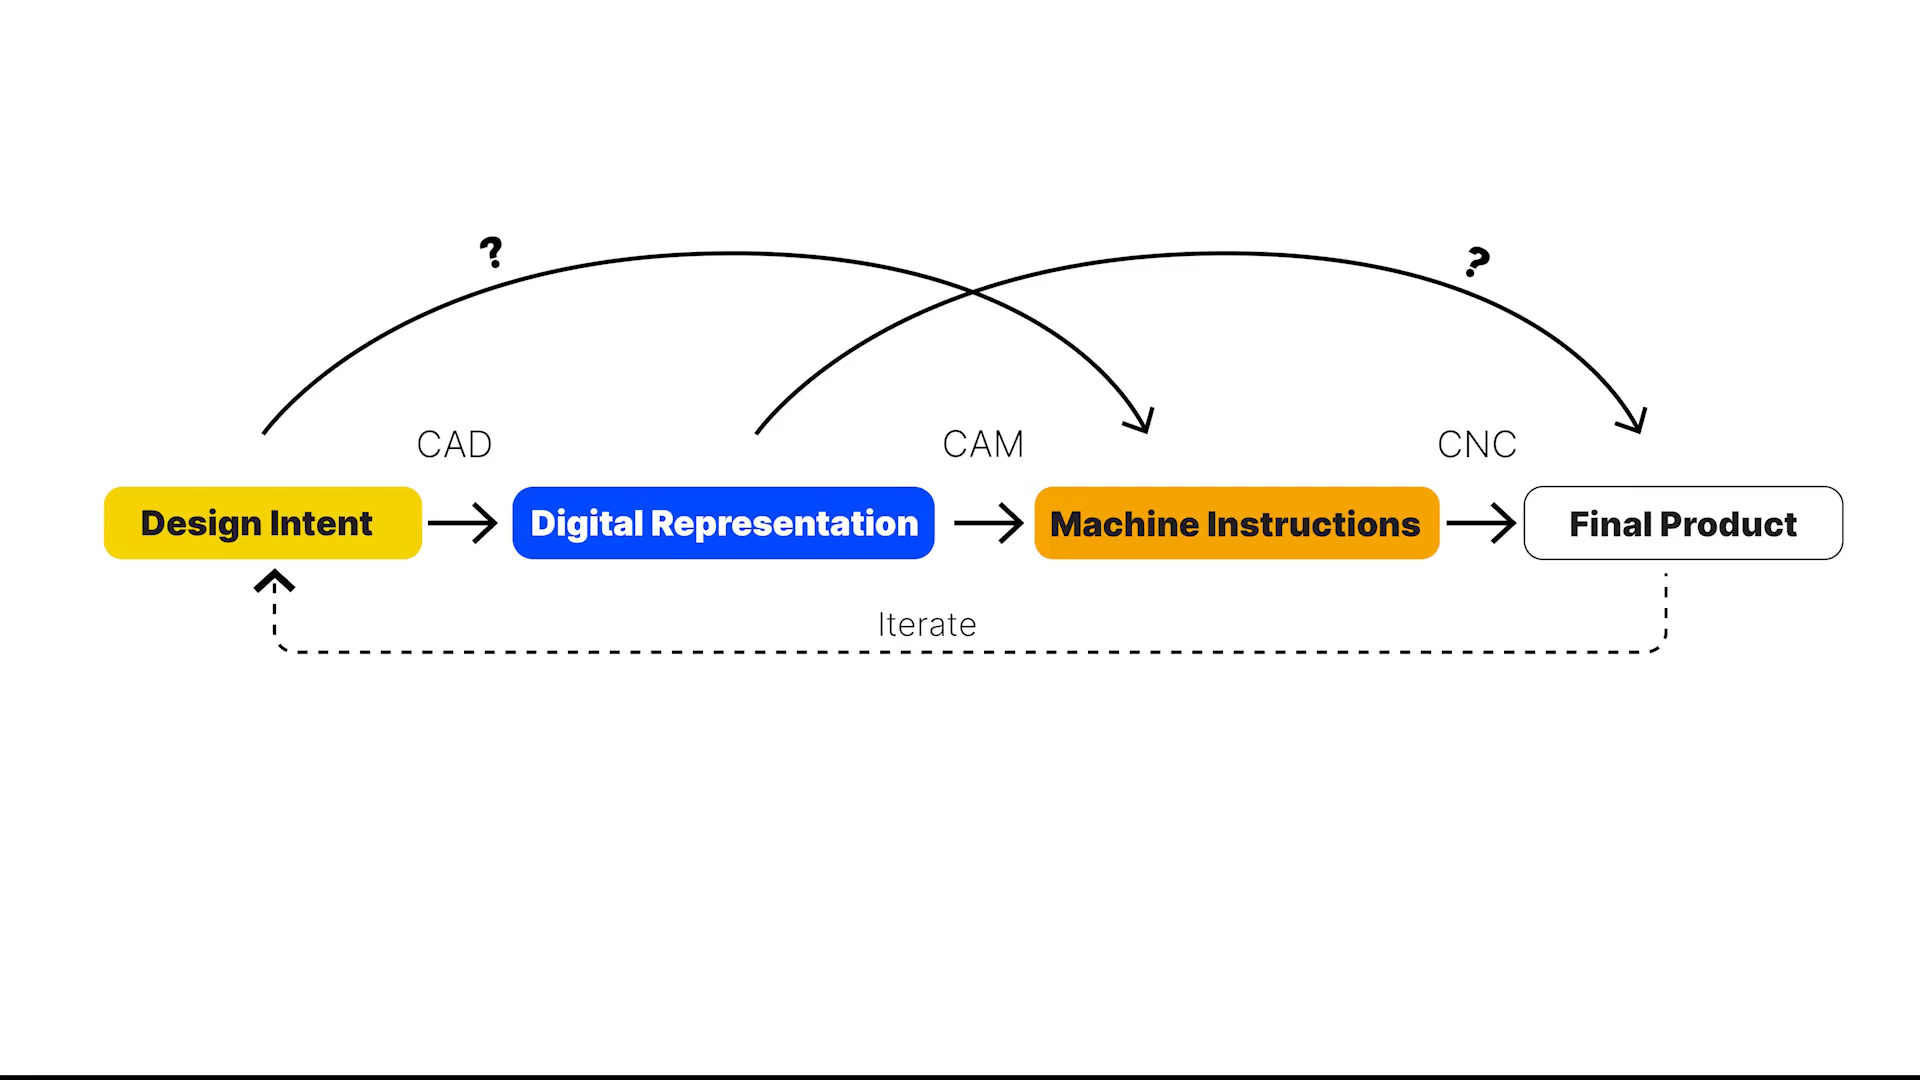 ?
?
CAD
CAM
CNC
Design Intent
Digital Representation
Machine Instructions
Final Product
Iterate